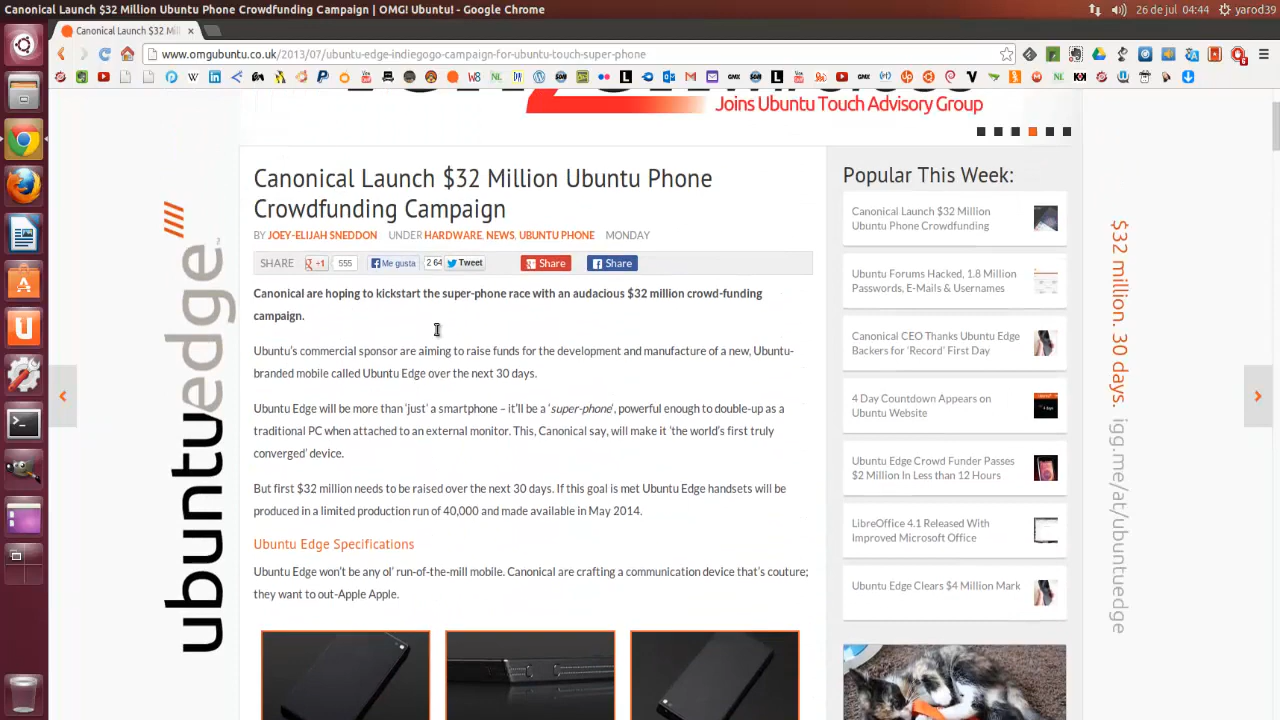 Canonical Launch $32 Million Ubuntu Phone Crowdfunding Campaign | OMG! Ubuntu! - Google Chrome
26 de jul 04:44 yarod39
Canonical Launch $32 Mil
www.omgubuntu.co.uk/2013/07/ubuntu-edge-indiegogo-campaign-for-ubuntu-touch-super-phone
Joins Ubuntu Touch Advisory Group
Canonical Launch $32 Million Ubuntu Phone
Crowdfunding Campaign
BY JOEY-ELIJAH SNEDDON UNDER HARDWARE, NEWS, UBUNTU PHONE MONDAY
SHARE +1 555 Me gusta 2 64 Tweet Share Share
Canonical are hoping to kickstart the super-phone race with an audacious $32 million crowd-funding
campaign.
Ubuntu's commercial sponsor are aiming to raise funds for the development and manufacture of a new, Ubuntu-
branded mobile called Ubuntu Edge over the next 30 days.
Ubuntu Edge will be more than 'just' a smartphone – it'll be a 'super-phone', powerful enough to double-up as a
traditional PC when attached to an external monitor. This, Canonical say, will make it 'the world's first truly
converged' device.
But first $32 million needs to be raised over the next 30 days. If this goal is met Ubuntu Edge handsets will be
produced in a limited production run of 40,000 and made available in May 2014.
Ubuntu Edge Specifications
Ubuntu Edge won't be any ol' run-of-the-mill mobile. Canonical are crafting a communication device that's couture;
they want to out-Apple Apple.
Popular This Week:
Canonical Launch $32 Million
Ubuntu Phone Crowdfunding
Ubuntu Forums Hacked, 1.8 Million
Passwords, E-Mails & Usernames
Canonical CEO Thanks Ubuntu Edge
Backers for 'Record' First Day
4 Day Countdown Appears on
Ubuntu Website
Ubuntu Edge Crowd Funder Passes
$2 Million In Less than 12 Hours
LibreOffice 4.1 Released With
Improved Microsoft Office
Ubuntu Edge Clears $4 Million Mark
ubuntuedge
$32 million. 30 days. igg.me/at/ubuntuedge